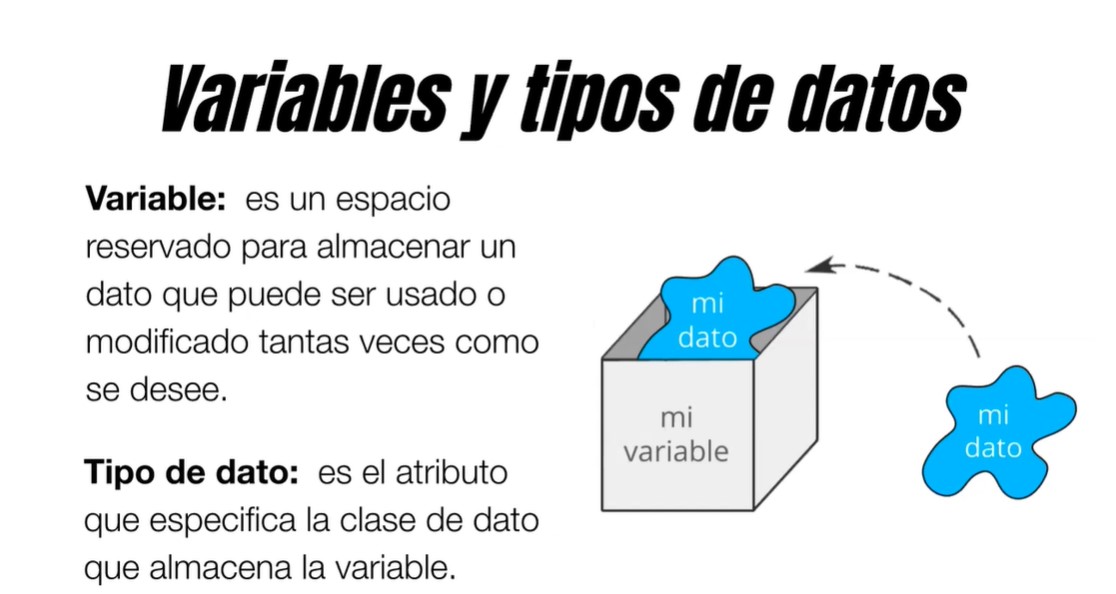 Variables y tipos de datos
Variable: es un espacio
reservado para almacenar un
dato que puede ser usado o
modificado tantas veces como
se desee.
Tipo de dato: es el atributo
que especifica la clase de dato
que almacena la variable.
mi
dato
mi
variable
mi
dato